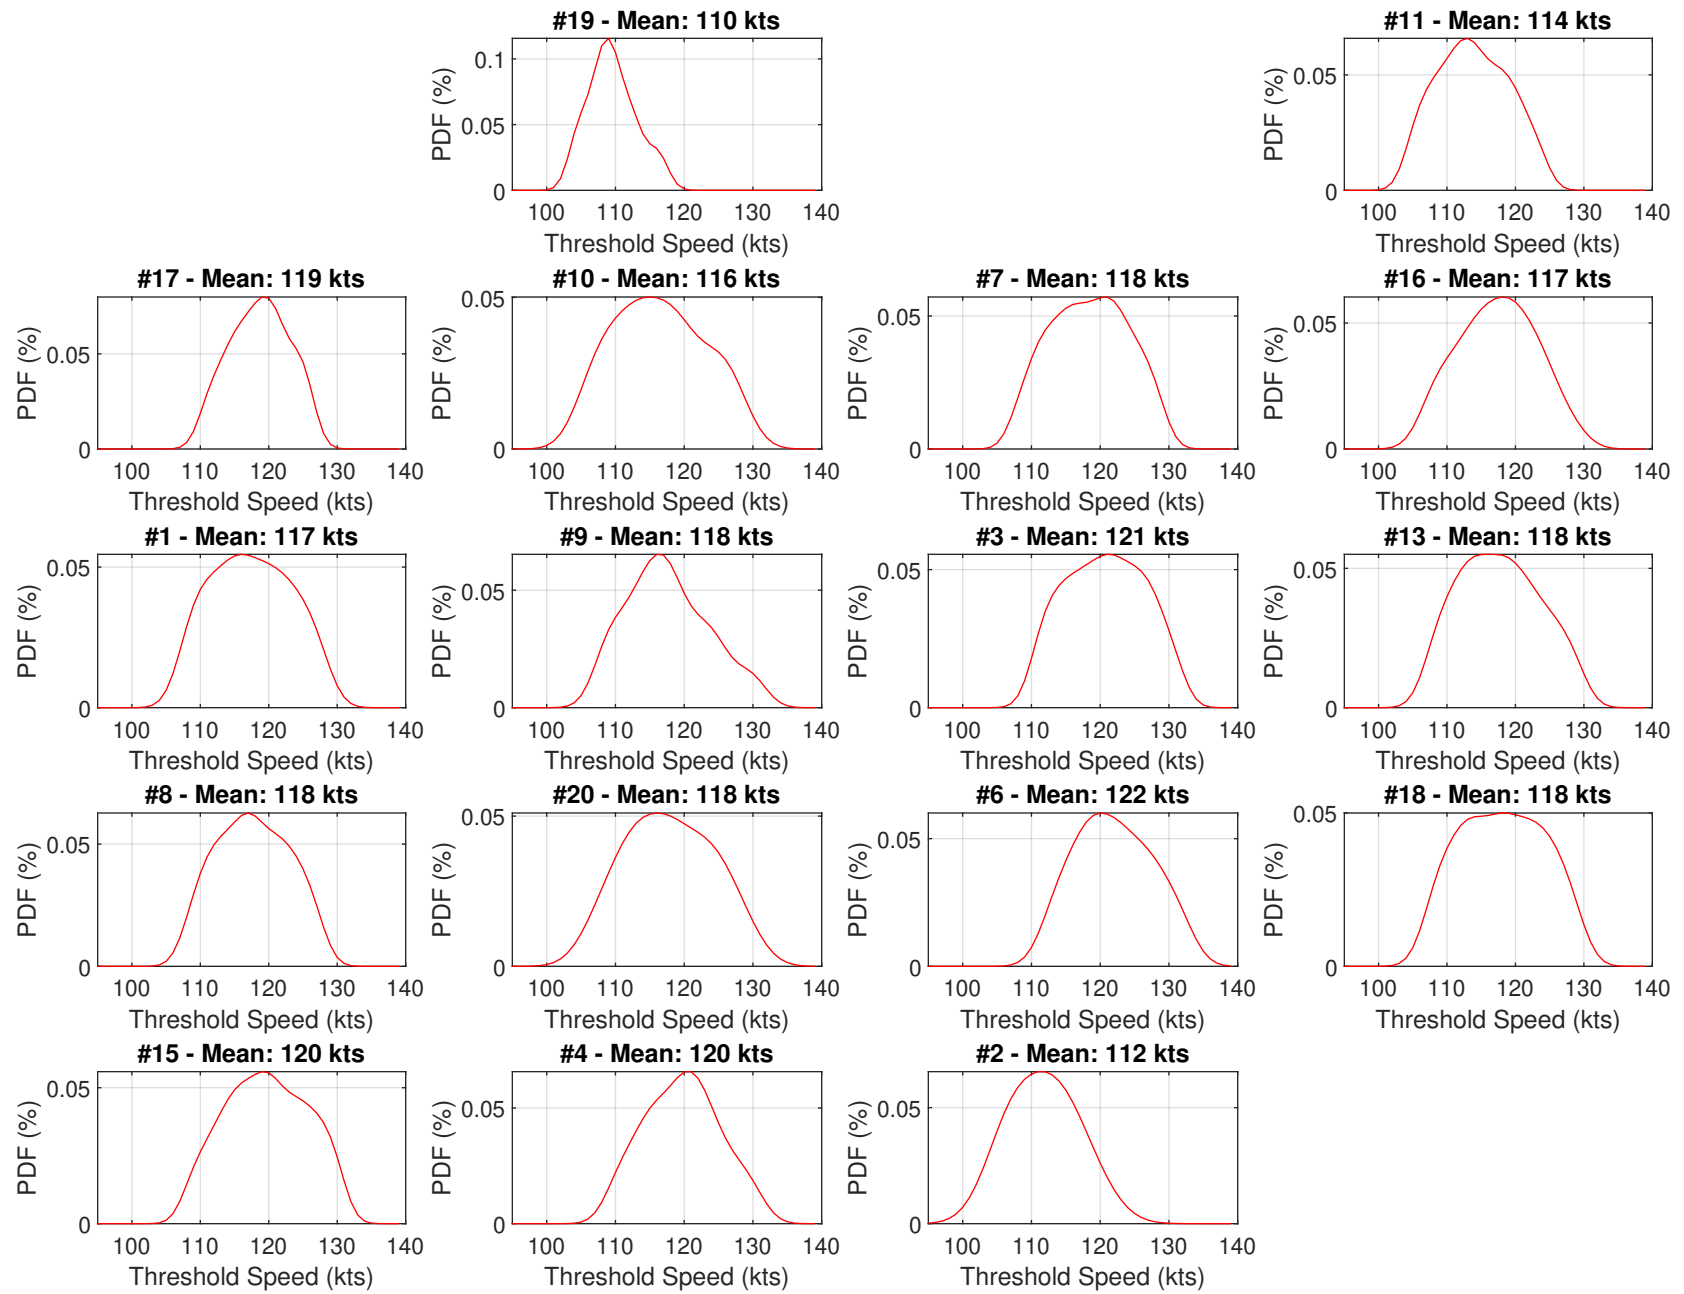 #19 - Mean: 110 kts
PDF (%)
0.1
0.05
0
100 110 120 130 140
Threshold Speed (kts)
#11 - Mean: 114 kts
PDF (%)
0.05
0
100 110 120 130 140
Threshold Speed (kts)
#17 - Mean: 119 kts
PDF (%)
0.05
0
100 110 120 130 140
Threshold Speed (kts)
#10 - Mean: 116 kts
PDF (%)
0.05
0
100 110 120 130 140
Threshold Speed (kts)
#7 - Mean: 118 kts
PDF (%)
0.05
0
100 110 120 130 140
Threshold Speed (kts)
#16 - Mean: 117 kts
PDF (%)
0.05
0
100 110 120 130 140
Threshold Speed (kts)
#1 - Mean: 117 kts
PDF (%)
0.05
0
100 110 120 130 140
Threshold Speed (kts)
#9 - Mean: 118 kts
PDF (%)
0.05
0
100 110 120 130 140
Threshold Speed (kts)
#3 - Mean: 121 kts
PDF (%)
0.05
0
100 110 120 130 140
Threshold Speed (kts)
#13 - Mean: 118 kts
PDF (%)
0.05
0
100 110 120 130 140
Threshold Speed (kts)
#8 - Mean: 118 kts
PDF (%)
0.05
0
100 110 120 130 140
Threshold Speed (kts)
#20 - Mean: 118 kts
PDF (%)
0.05
0
100 110 120 130 140
Threshold Speed (kts)
#6 - Mean: 122 kts
PDF (%)
0.05
0
100 110 120 130 140
Threshold Speed (kts)
#18 - Mean: 118 kts
PDF (%)
0.05
0
100 110 120 130 140
Threshold Speed (kts)
#15 - Mean: 120 kts
PDF (%)
0.05
0
100 110 120 130 140
Threshold Speed (kts)
#4 - Mean: 120 kts
PDF (%)
0.05
0
100 110 120 130 140
Threshold Speed (kts)
#2 - Mean: 112 kts
PDF (%)
0.05
0
100 110 120 130 140
Threshold Speed (kts)